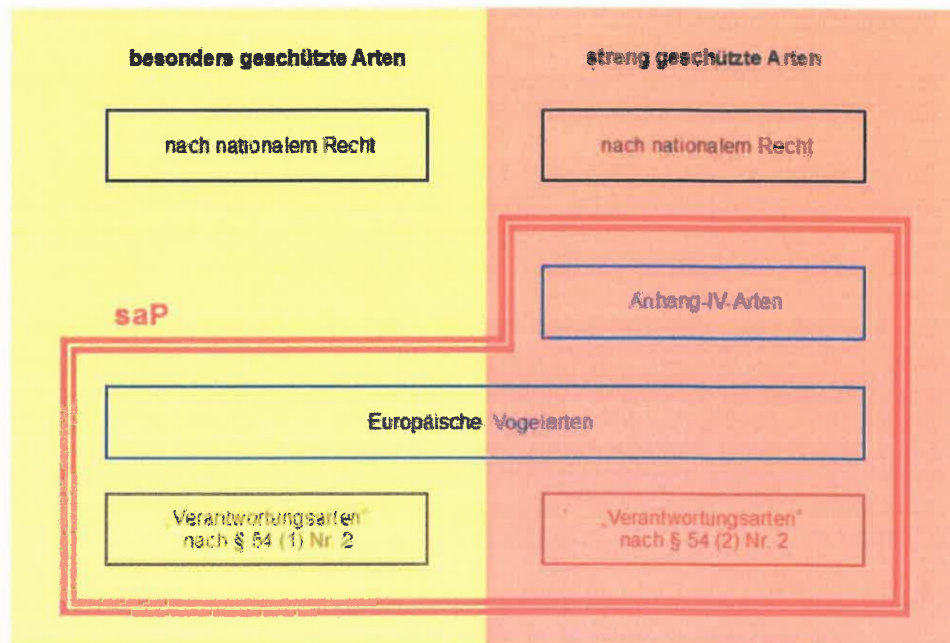 besonders geschützte Arten
streng geschützte Arten
nach nationalem Recht
nach nationalem Recht
Anhang-IV-Arten
saP
Europäische Vogelarten
„Verantwortungsarten"
nach § 54 (1) Nr. 2
„Verantwortungsarten"
nach § 54 (2) Nr. 2